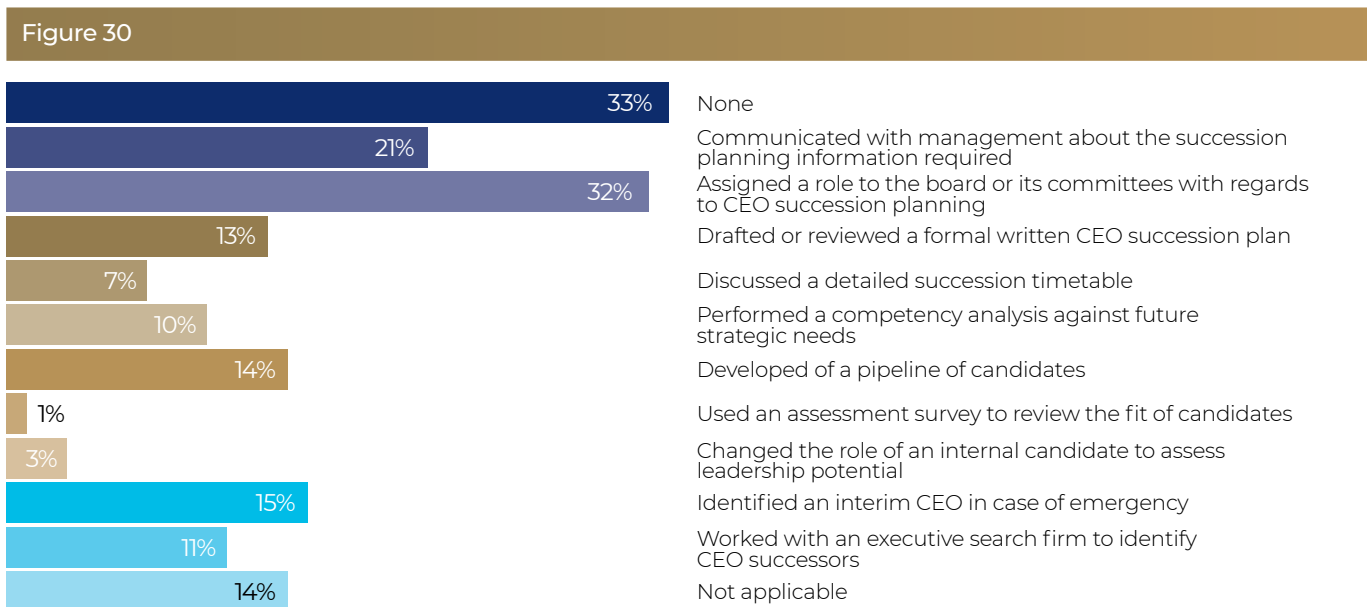 Figure 30
33%
None
21%
Communicated with management about the succession
planning information required
32%
Assigned a role to the board or its committees with regards
to CEO succession planning
13%
Drafted or reviewed a formal written CEO succession plan
7%
Discussed a detailed succession timetable
10%
Performed a competency analysis against future
strategic needs
14%
Developed of a pipeline of candidates
1%
Used an assessment survey to review the fit of candidates
3%
Changed the role of an internal candidate to assess
leadership potential
15%
Identified an interim CEO in case of emergency
11%
Worked with an executive search firm to identify
CEO successors
14%
Not applicable